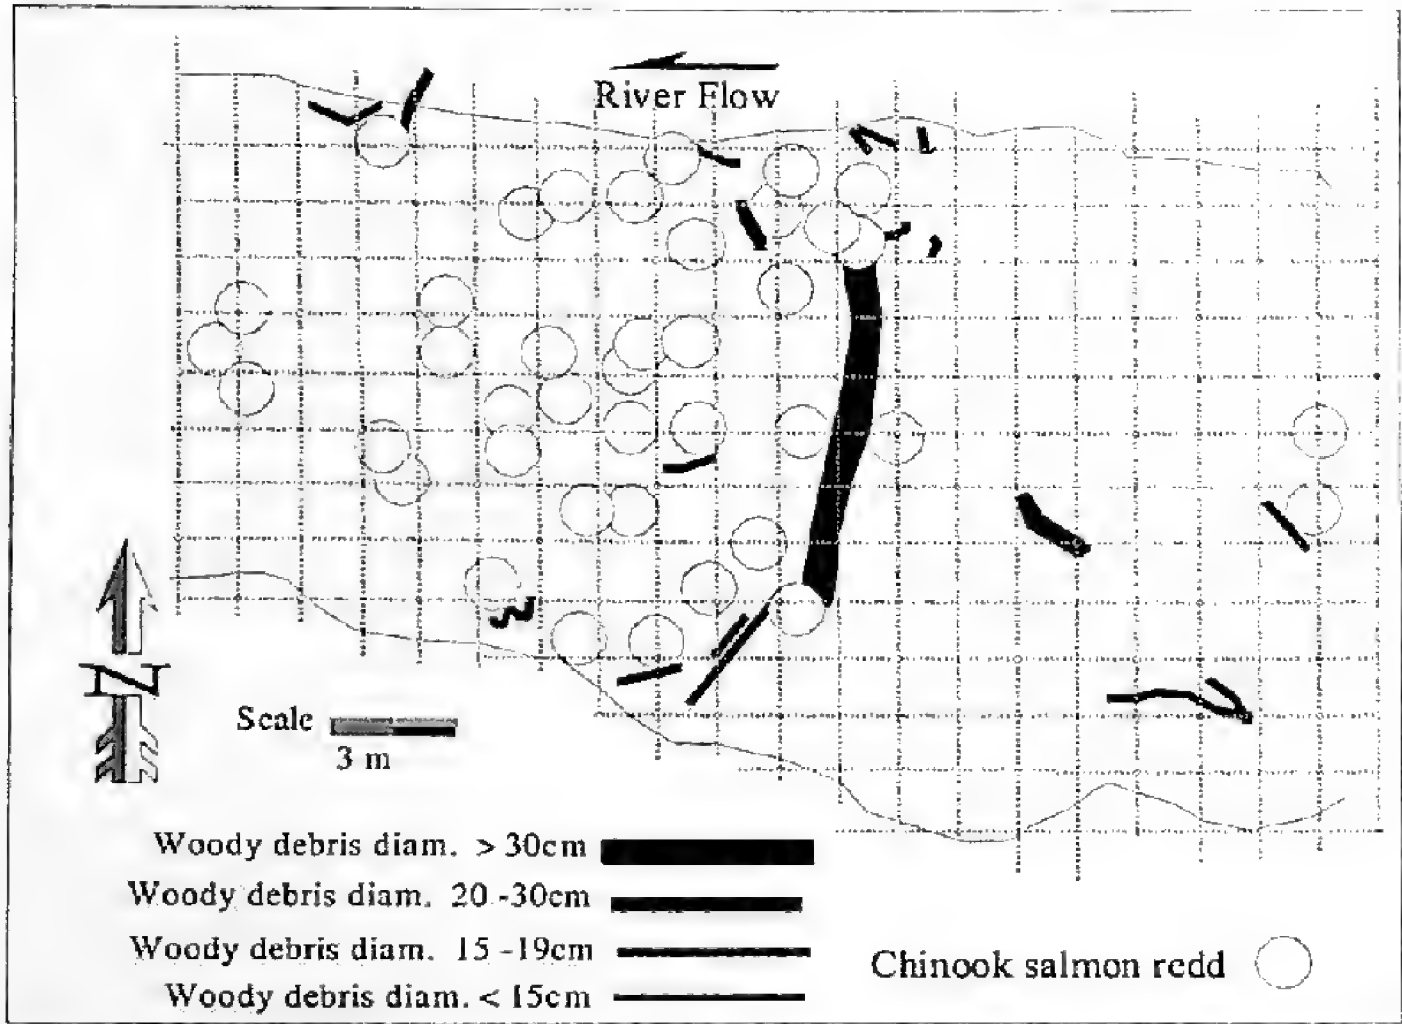 River Flow
N
Scale
3 m
Woody debris diam. > 30cm
Woody debris diam. 20 -30cm
Woody debris diam. 15 -19cm
Woody debris diam. < 15cm
Chinook salmon redd